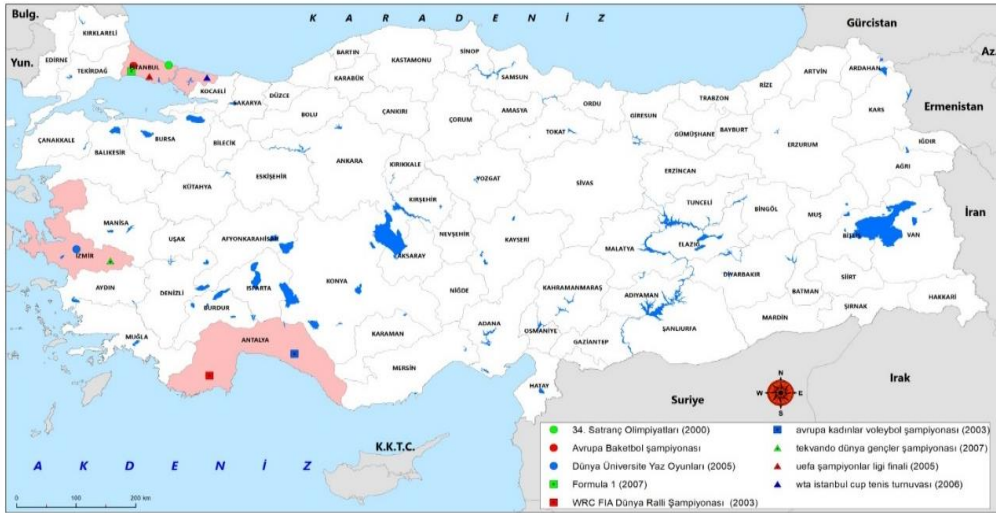 Bulg.
K A R A D E N İ Z
Gürcistan
KIRKLARELİ
SİNOP
BARTIN
KASTAMONU
ARTVİN
ARDAHAN
Az.
Yun.
EDİRNE
TEKİRDAĞ
İSTANBUL
KOCAELİ
KARABÜK
SAMSUN
RİZE
SAKARYA
DÜZCE
ORDU
TRABZON
KARS
Ermenistan
BOLU
ÇANKIRI
ÇORUM
AMASYA
TOKAT
GİRESUN
GÜMÜŞHANE
BAYBURT
ÇANAKKALE
BALIKESİR
BURSA
BİLECİK
ERZURUM
IĞDIR
ANKARA
KIRIKKALE
AĞRI
ESKİŞEHİR
YOZGAT
SİVAS
ERZİNCAN
KÜTAHYA
KIRŞEHİR
TUNCELİ
BİNGÖL
MUŞ
İran
MANİSA
UŞAK
AFYONKARAHİSAR
NEVŞEHİR
KAYSERİ
MALATYA
ELAZIĞ
BİTLİS
VAN
İZMİR
AKSARAY
DİYARBAKIR
SİİRT
AYDIN
DENİZLİ
ISPARTA
KONYA
NİĞDE
KAHRAMANMARAŞ
ADIYAMAN
BATMAN
HAKKARİ
BURDUR
ŞIRNAK
MUĞLA
ANTALYA
KARAMAN
ADANA
OSMANİYE
GAZİANTEP
ŞANLIURFA
MARDİN
MERSİN
HATAY
Suriye
N
W E
S
Irak
K.K.T.C.
A K D E N İ Z
0 100 200 km
34. Satranç Olimpiyatları (2000)
Avrupa Baketbol şampiyonası
Dünya Üniversite Yaz Oyunları (2005)
Formula 1 (2007)
WRC FIA Dünya Ralli Şampiyonası (2003)
avrupa kadınlar voleybol şampiyonası (2003)
tekvando dünya gençler şampiyonası (2007)
uefa şampiyonlar ligi finali (2005)
wta istanbul cup tenis turnuvası (2006)